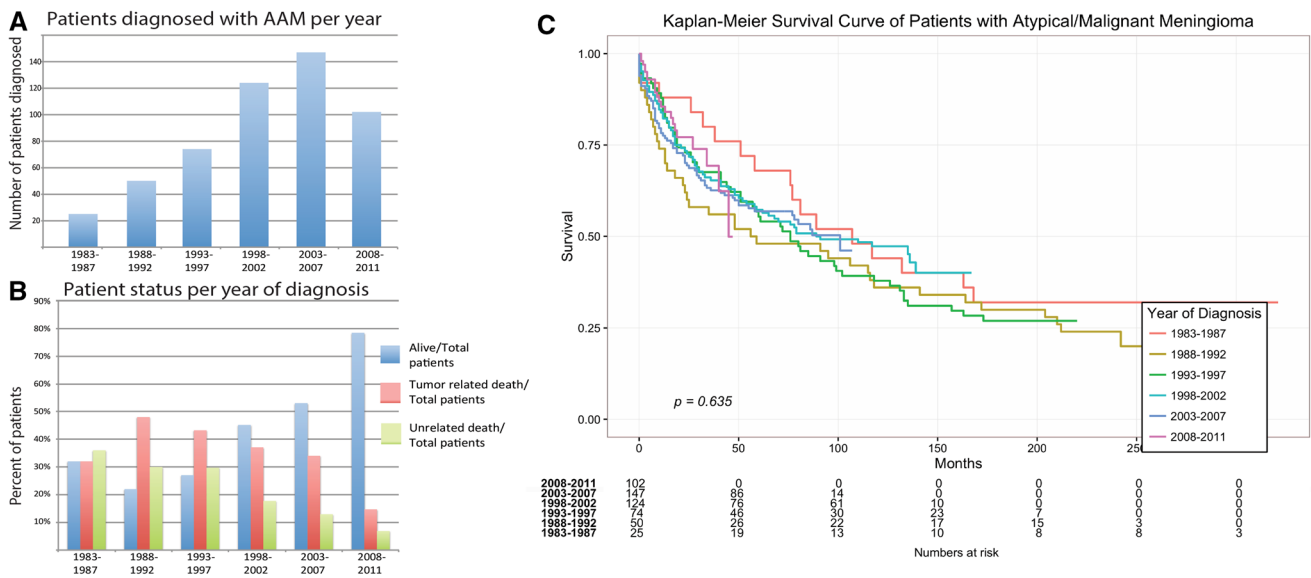 A
Patients diagnosed with AAM per year
Number of patients diagnosed
140
120
100
80
60
40
20
1983-
1987
1988-
1992
1993-
1997
1998-
2002
2003-
2007
2008-
2011
B
Patient status per year of diagnosis
Percent of patients
90%
80%
70%
60%
50%
40%
30%
20%
10%
1983-
1987
1988-
1992
1993-
1997
1998-
2002
2003-
2007
2008-
2011
Alive/Total
patients
Tumor related death/
Total patients
Unrelated death/
Total patients
C
Kaplan-Meier Survival Curve of Patients with Atypical/Malignant Meningioma
Survival
1.00
0.75
0.50
0.25
0.00
p = 0.635
Year of Diagnosis
1983-1987
1988-1992
1993-1997
1998-2002
2003-2007
2008-2011
0 50 100 150 200 25
Months
2008-2011 102 0 0 0 0 0 0
2003-2007 147 86 14 0 0 0 0
1998-2002 124 76 61 10 0 0 0
1993-1997 74 46 30 23 7 0 0
1988-1992 50 26 22 17 15 3 0
1983-1987 25 19 13 10 8 8 3
Numbers at risk